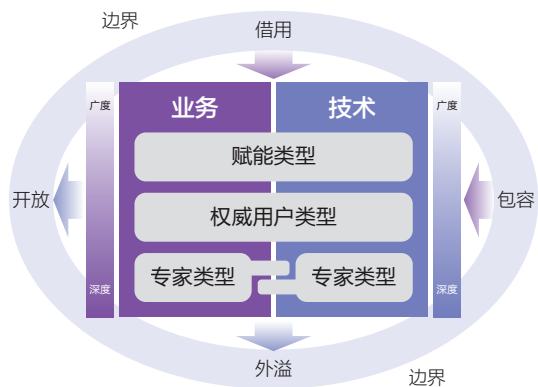 边界
借用
广度
业务
技术
广度
赋能类型
开放
权威用户类型
包容
专家类型
专家类型
深度
深度
外溢
边界